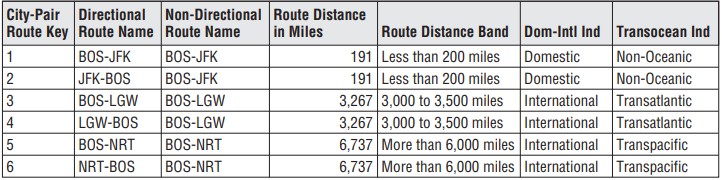 City-Pair Route Key Directional Route Name Non-Directional Route Name Route Distance in Miles Route Distance Band Dom-Intl Ind Transocean Ind
1 BOS-JFK BOS-JFK 191 Less than 200 miles Domestic Non-Oceanic
2 JFK-BOS BOS-JFK 191 Less than 200 miles Domestic Non-Oceanic
3 BOS-LGW BOS-LGW 3,267 3,000 to 3,500 miles International Transatlantic
4 LGW-BOS BOS-LGW 3,267 3,000 to 3,500 miles International Transatlantic
5 BOS-NRT BOS-NRT 6,737 More than 6,000 miles International Transpacific
6 NRT-BOS BOS-NRT 6,737 More than 6,000 miles International Transpacific